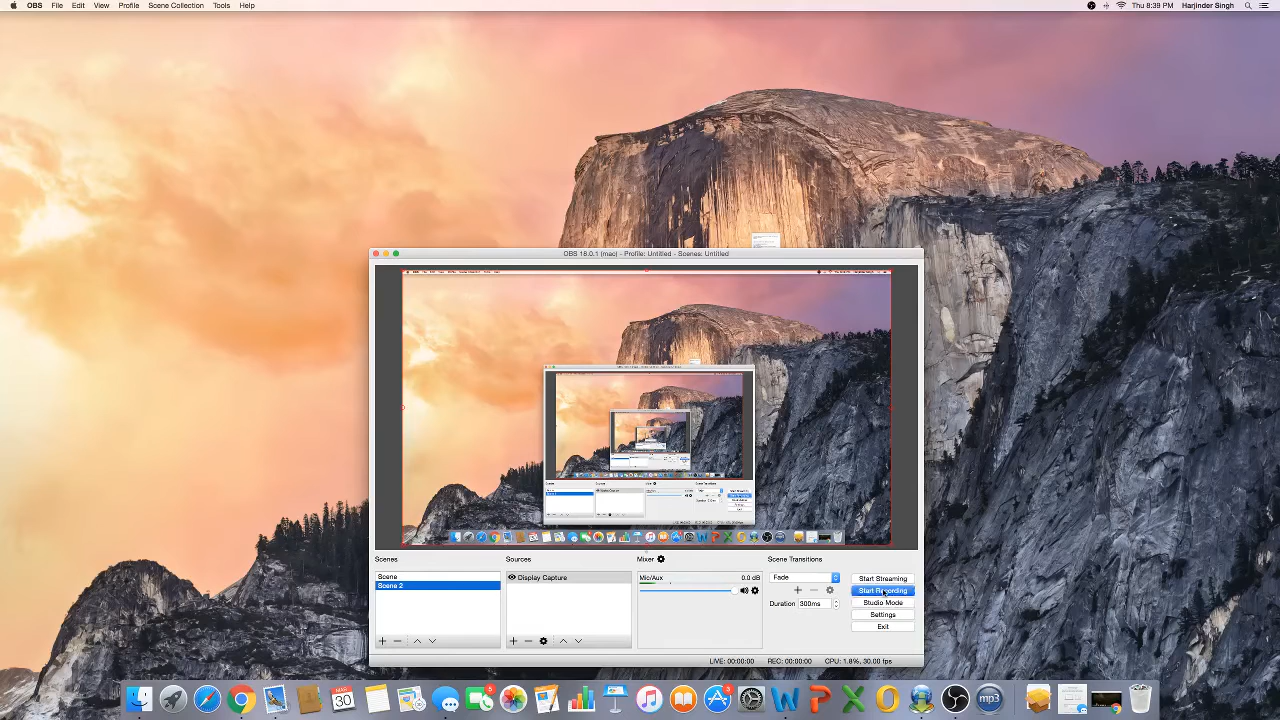 OBS File Edit View Profile Scene Collection Tools Help
Thu 8:39 PM Harjinder Singh
OBS 18.0.1 (mac) - Profile: Untitled - Scenes: Untitled
Scenes
Sources
Mixer
Scene Transitions
Scene
Scene 2
Display Capture
Mic/Aux 0.0 dB
Fade
Duration 300ms
Start Streaming
Start Recording
Studio Mode
Settings
Exit
LIVE: 00:00:00 REC: 00:00:00 CPU: 1.8%, 30.00 fps
MAR
30
mp3